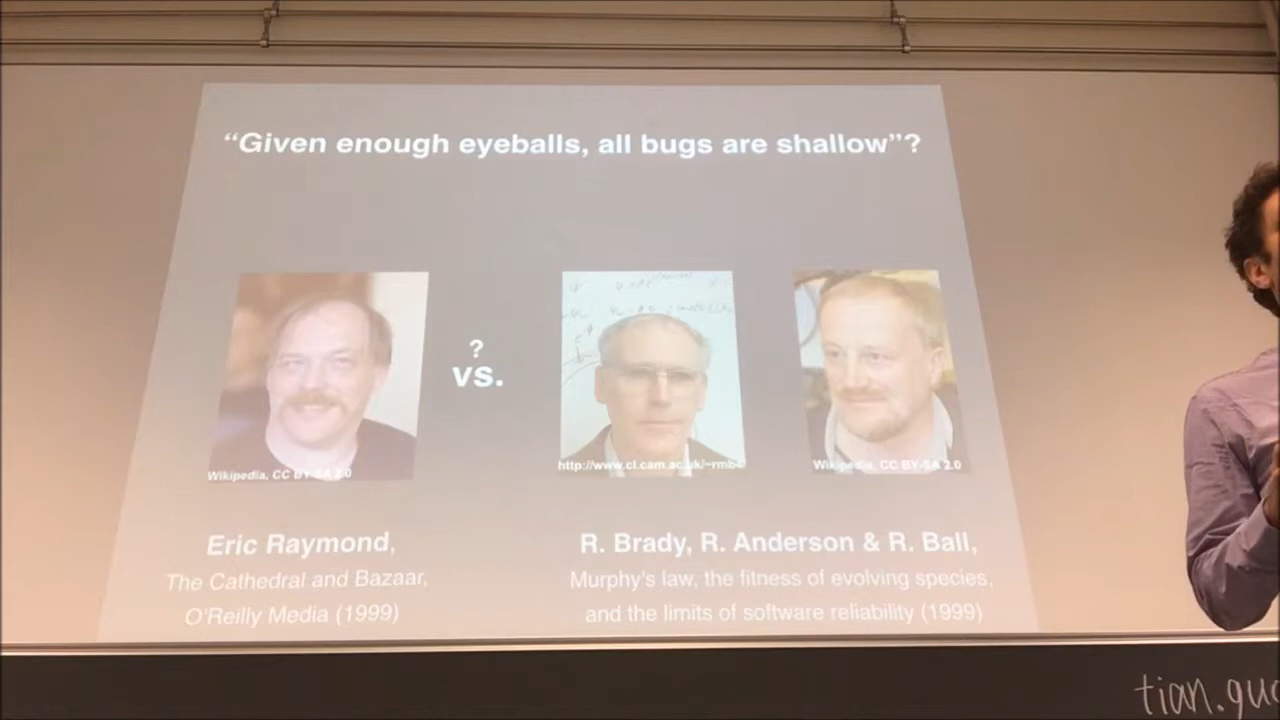 “Given enough eyeballs, all bugs are shallow”?
?
vs.
Wikipedia, CC BY-SA 2.0
http://www.cl.cam.ac.uk/~rmb
Wikipedia, CC BY-SA 2.0
Eric Raymond,
The Cathedral and Bazaar,
O'Reilly Media (1999)
R. Brady, R. Anderson & R. Ball,
Murphy's law, the fitness of evolving species,
and the limits of software reliability (1999)
tian.guo